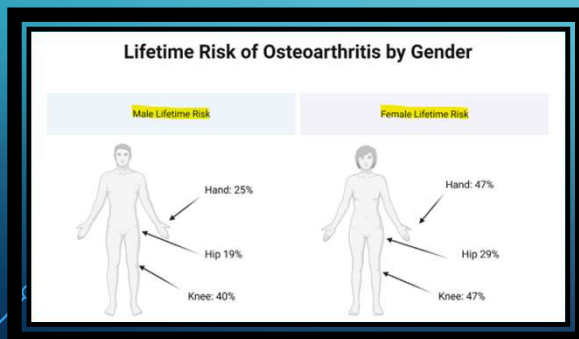 Lifetime Risk of Osteoarthritis by Gender
Male Lifetime Risk
Female Lifetime Risk
Hand: 25%
Hip 19%
Knee: 40%
Hand: 47%
Hip 29%
Knee: 47%